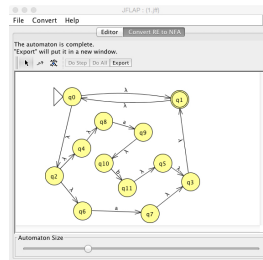 JFLAP : (1.jff)
File Convert Help
Editor Convert RE to NFA
The automaton is complete.
"Export" will put it in a new window.
Do Step Do All Export
λ
q0 q1
λ
q8 a
q9
λ
q4
λ
q10 λ q5
q2
q11
q3
λ
q6 a q7
Automaton Size